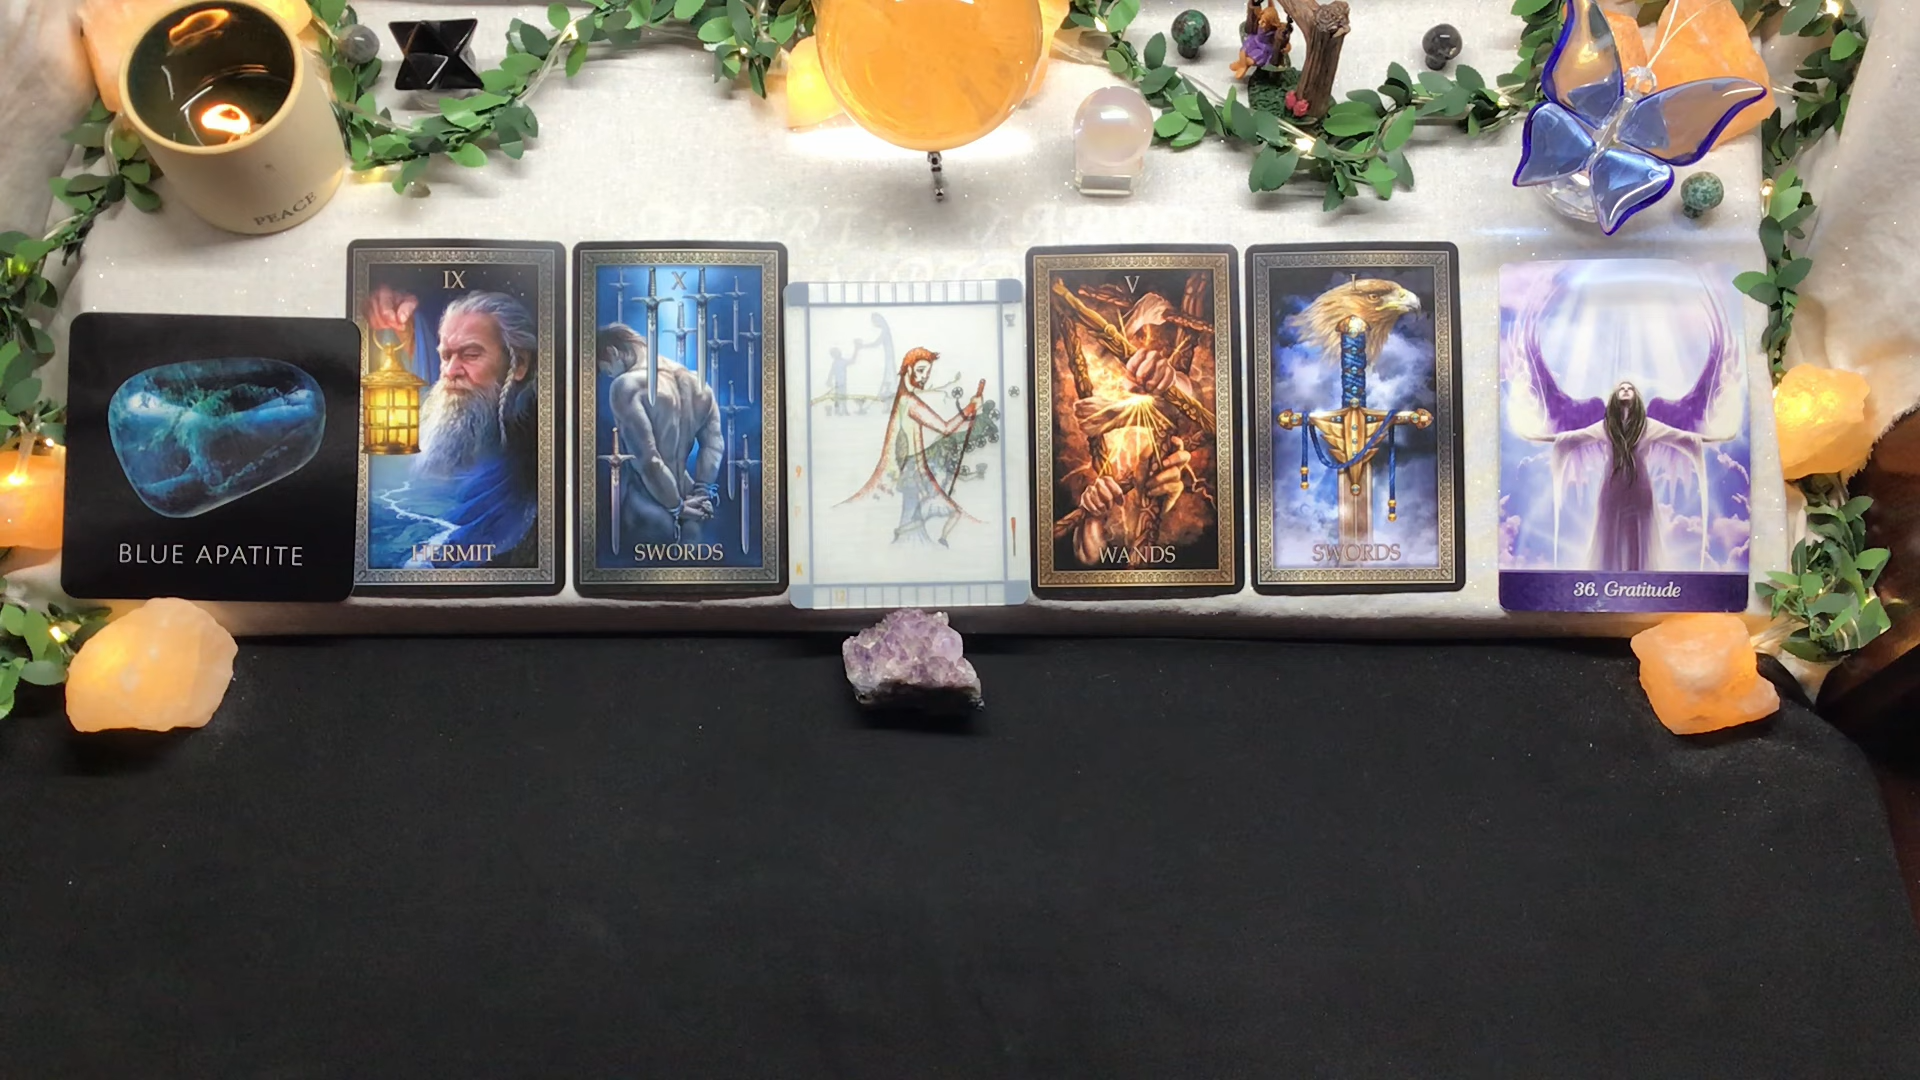 PEACE
IX
HERMIT
X
SWORDS
V
WANDS
I
SWORDS
BLUE APATITE
36. Gratitude